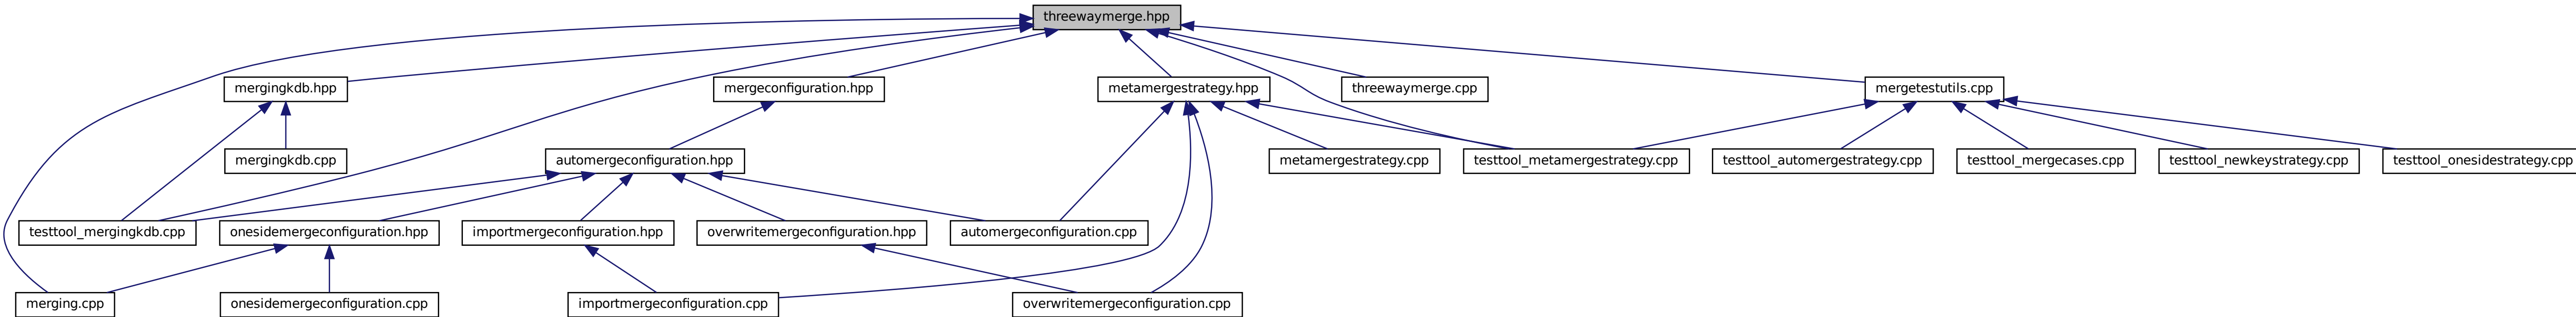 threewaymerge.hpp
mergingkdb.hpp
mergeconfiguration.hpp
metamergestrategy.hpp
threewaymerge.cpp
mergetestutils.cpp
mergingkdb.cpp
automergeconfiguration.hpp
metamergestrategy.cpp
testtool_metamergestrategy.cpp
testtool_automergestrategy.cpp
testtool_mergecases.cpp
testtool_newkeystrategy.cpp
testtool_onesidestrategy.cpp
testtool_mergingkdb.cpp
onesidemergeconfiguration.hpp
importmergeconfiguration.hpp
overwritemergeconfiguration.hpp
automergeconfiguration.cpp
merging.cpp
onesidemergeconfiguration.cpp
importmergeconfiguration.cpp
overwritemergeconfiguration.cpp